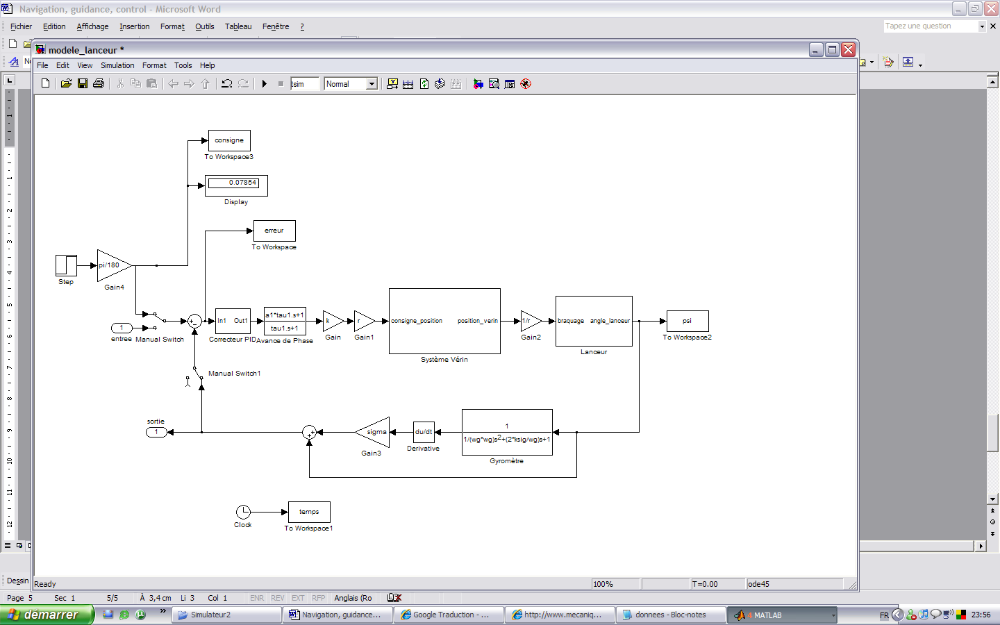 Navigation, guidance, control - Microsoft Word
Fichier Edition Affichage Insertion Format Outils Tableau Fenêtre ?
Tapez une question
modele_lanceur *
File Edit View Simulation Format Tools Help
tsim Normal
consigne
To Workspace3
0.07854
Display
erreur
To Workspace
pi/180
Step
Gain4
1
entree
Manual Switch
In1 Out1
Correcteur PID
a1*tau1.s+1
tau1.s+1
Avance de Phase
k
Gain
r
Gain1
consigne_position position_verin
Système Vérin
1/r
Gain2
braquage angle_lanceur
Lanceur
psi
To Workspace2
Manual Switch1
sortie
1
sigma
Gain3
du/dt
Derivative
1
1/(wg*wg)s2+(2*ksig/wg)s+1
Gyromètre
Clock
temps
To Workspace1
Ready 100% T=0.00 ode45
Dessin
Page 5 Sec 1 5/5 À 3,4 cm Li 3 Col 1 ENR REV EXT RFP Anglais (Ro
démarrer Simulateur2 Navigation, guidance... Google Traduction - ... http://www.mecaniq... donnees - Bloc-notes 4 MATLAB FR 23:56